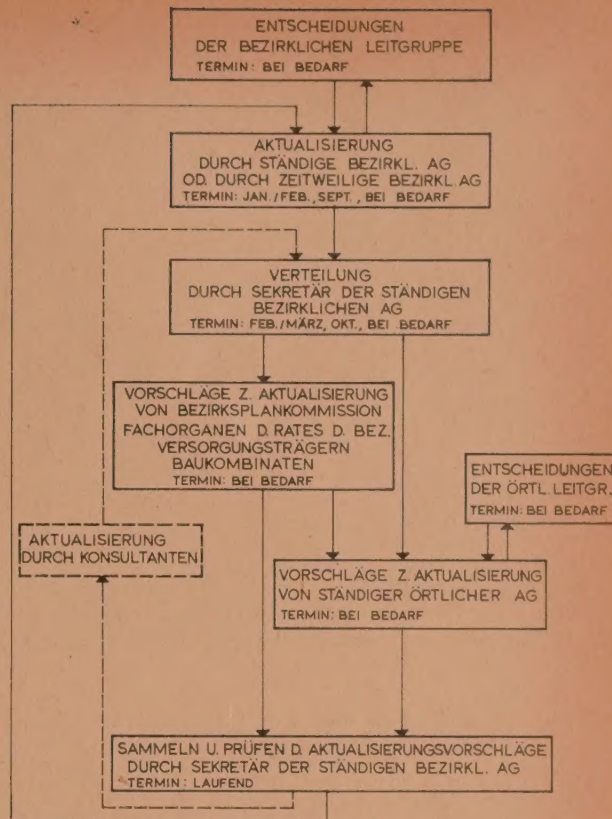 ENTSCHEIDUNGEN
DER BEZIRKLICHEN LEITGRUPPE
TERMIN: BEI BEDARF
AKTUALISIERUNG
DURCH STÄNDIGE BEZIRKL. AG
OD. DURCH ZEITWEILIGE BEZIRKL. AG
TERMIN: JAN./FEB., SEPT., BEI BEDARF
VERTEILUNG
DURCH SEKRETÄR DER STÄNDIGEN
BEZIRKLICHEN AG
TERMIN: FEB./MÄRZ, OKT., BEI BEDARF
VORSCHLÄGE Z. AKTUALISIERUNG
VON BEZIRKSPLANKOMMISSION
FACHORGANEN D. RATES D. BEZ.
VERSORGUNGSTRÄGERN
BAUKOMBINATEN
TERMIN: BEI BEDARF
ENTSCHEIDUNGEN
DER ÖRTL. LEITGR.
TERMIN: BEI BEDARF
AKTUALISIERUNG
DURCH KONSULTANTEN
VORSCHLÄGE Z. AKTUALISIERUNG
VON STÄNDIGER ÖRTLICHER AG
TERMIN: BEI BEDARF
SAMMELN U. PRÜFEN D. AKTUALISIERUNGSVORSCHLÄGE
DURCH SEKRETÄR DER STÄNDIGEN BEZIRKL. AG
TERMIN: LAUFEND